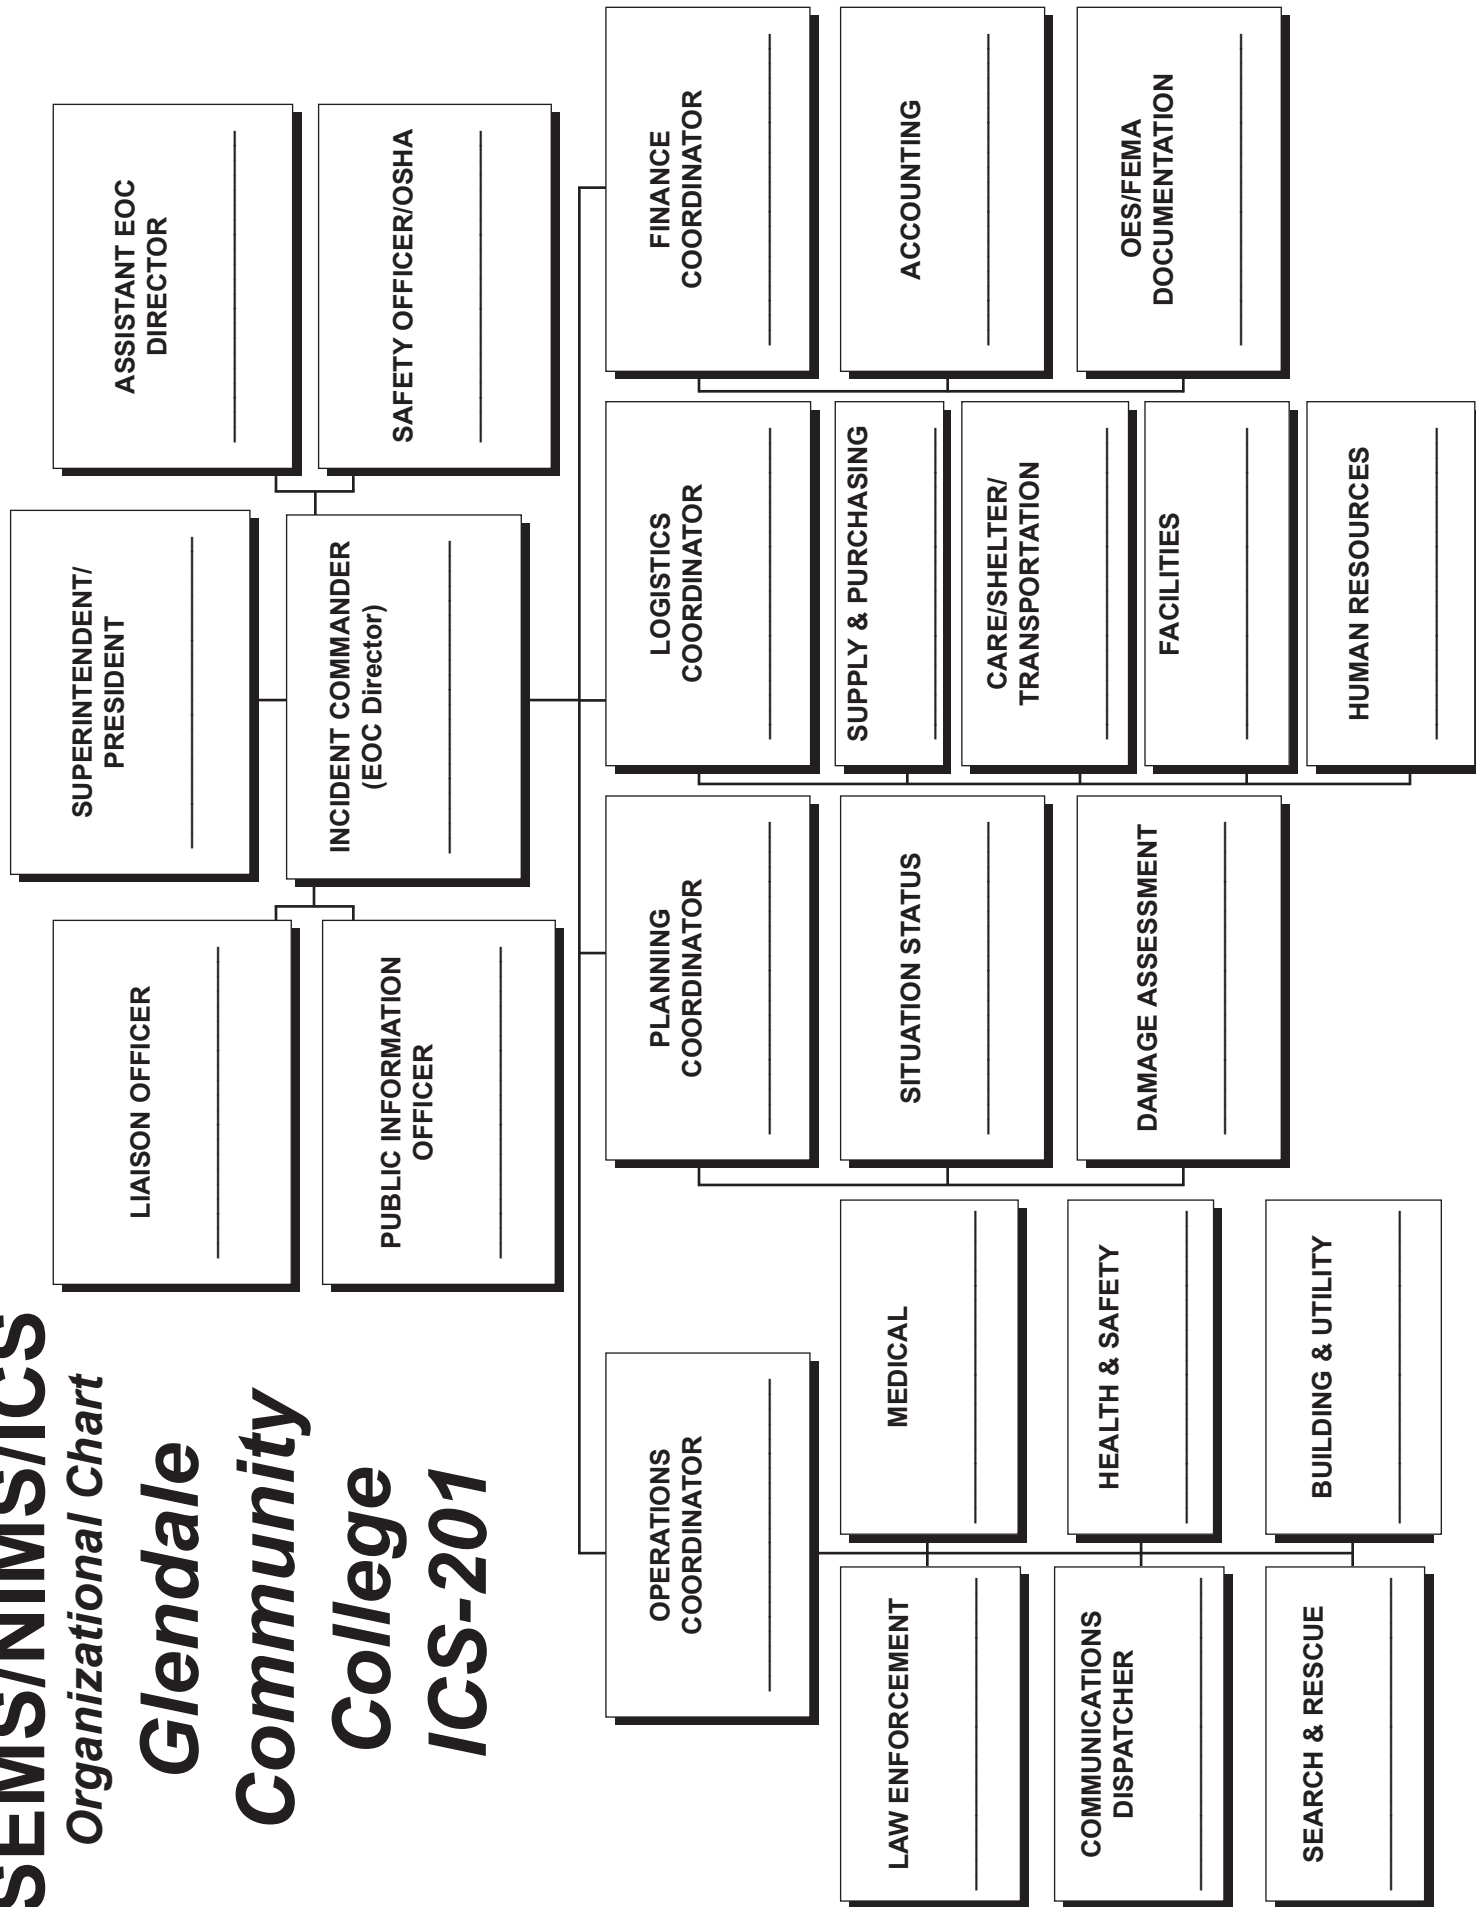 SEMS/NIMS/ICS
Organizational Chart
Glendale
Community
College
ICS-201
SUPERINTENDENT/
PRESIDENT
LIAISON OFFICER
PUBLIC INFORMATION
OFFICER
INCIDENT COMMANDER
(EOC Director)
ASSISTANT EOC
DIRECTOR
SAFETY OFFICER/OSHA
OPERATIONS
COORDINATOR
LAW ENFORCEMENT
MEDICAL
COMMUNICATIONS
DISPATCHER
HEALTH & SAFETY
SEARCH & RESCUE
BUILDING & UTILITY
PLANNING
COORDINATOR
SITUATION STATUS
DAMAGE ASSESSMENT
LOGISTICS
COORDINATOR
SUPPLY & PURCHASING
CARE/SHELTER/
TRANSPORTATION
FACILITIES
HUMAN RESOURCES
FINANCE
COORDINATOR
ACCOUNTING
OES/FEMA
DOCUMENTATION